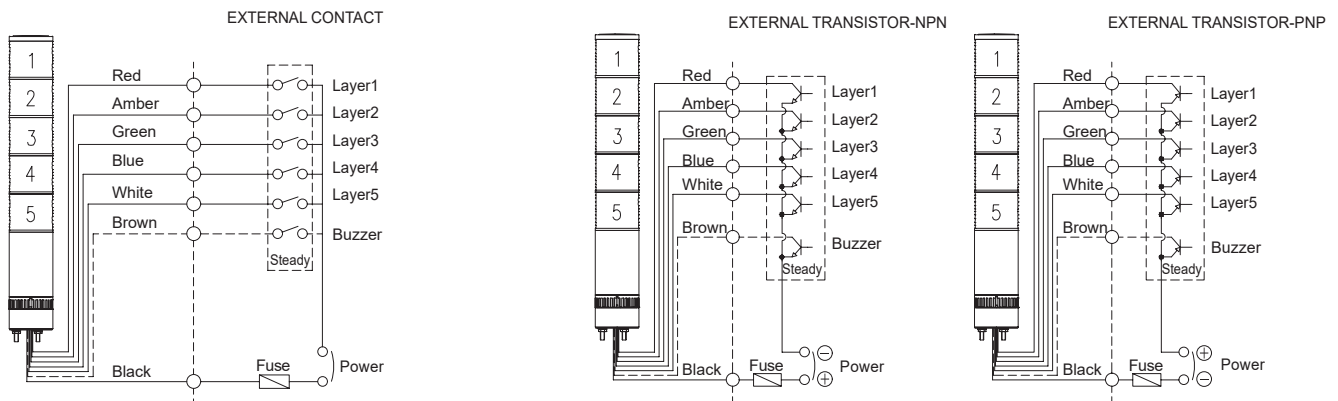 EXTERNAL CONTACT
1
2
3
4
5
Red
Amber
Green
Blue
White
Brown
Black
Layer1
Layer2
Layer3
Layer4
Layer5
Buzzer
Steady
Fuse
Power
EXTERNAL TRANSISTOR-NPN
1
2
3
4
5
Red
Amber
Green
Blue
White
Brown
Black
Layer1
Layer2
Layer3
Layer4
Layer5
Buzzer
Steady
Fuse
−
+
Power
EXTERNAL TRANSISTOR-PNP
1
2
3
4
5
Red
Amber
Green
Blue
White
Brown
Black
Layer1
Layer2
Layer3
Layer4
Layer5
Buzzer
Steady
Fuse
+
−
Power